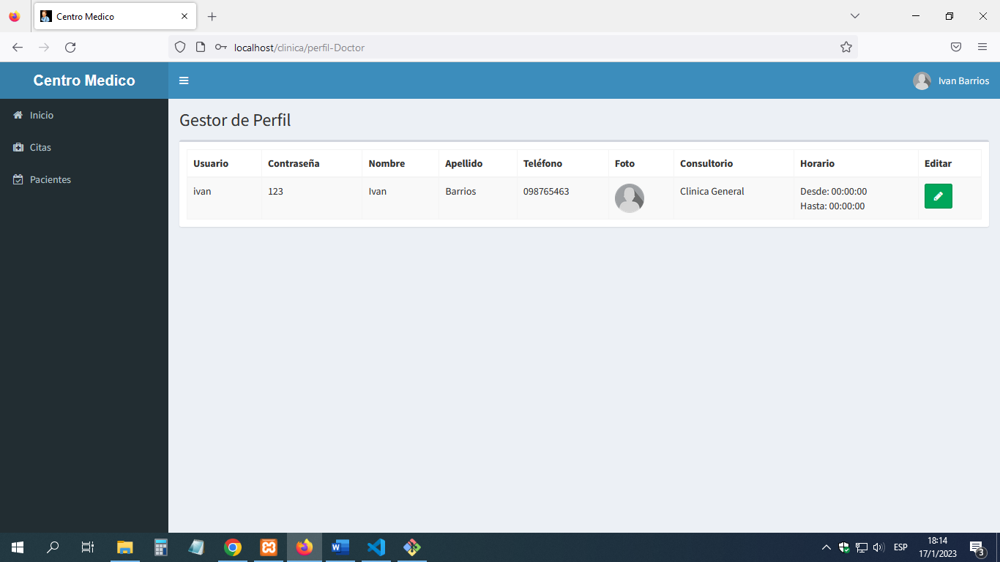 Centro Medico
localhost/clinica/perfil-Doctor
Centro Medico
Ivan Barrios
Inicio
Citas
Pacientes
Gestor de Perfil
Usuario Contraseña Nombre Apellido Teléfono Foto Consultorio Horario Editar
ivan 123 Ivan Barrios 098765463 Clinica General Desde: 00:00:00
Hasta: 00:00:00
ESP
18:14
17/1/2023
3